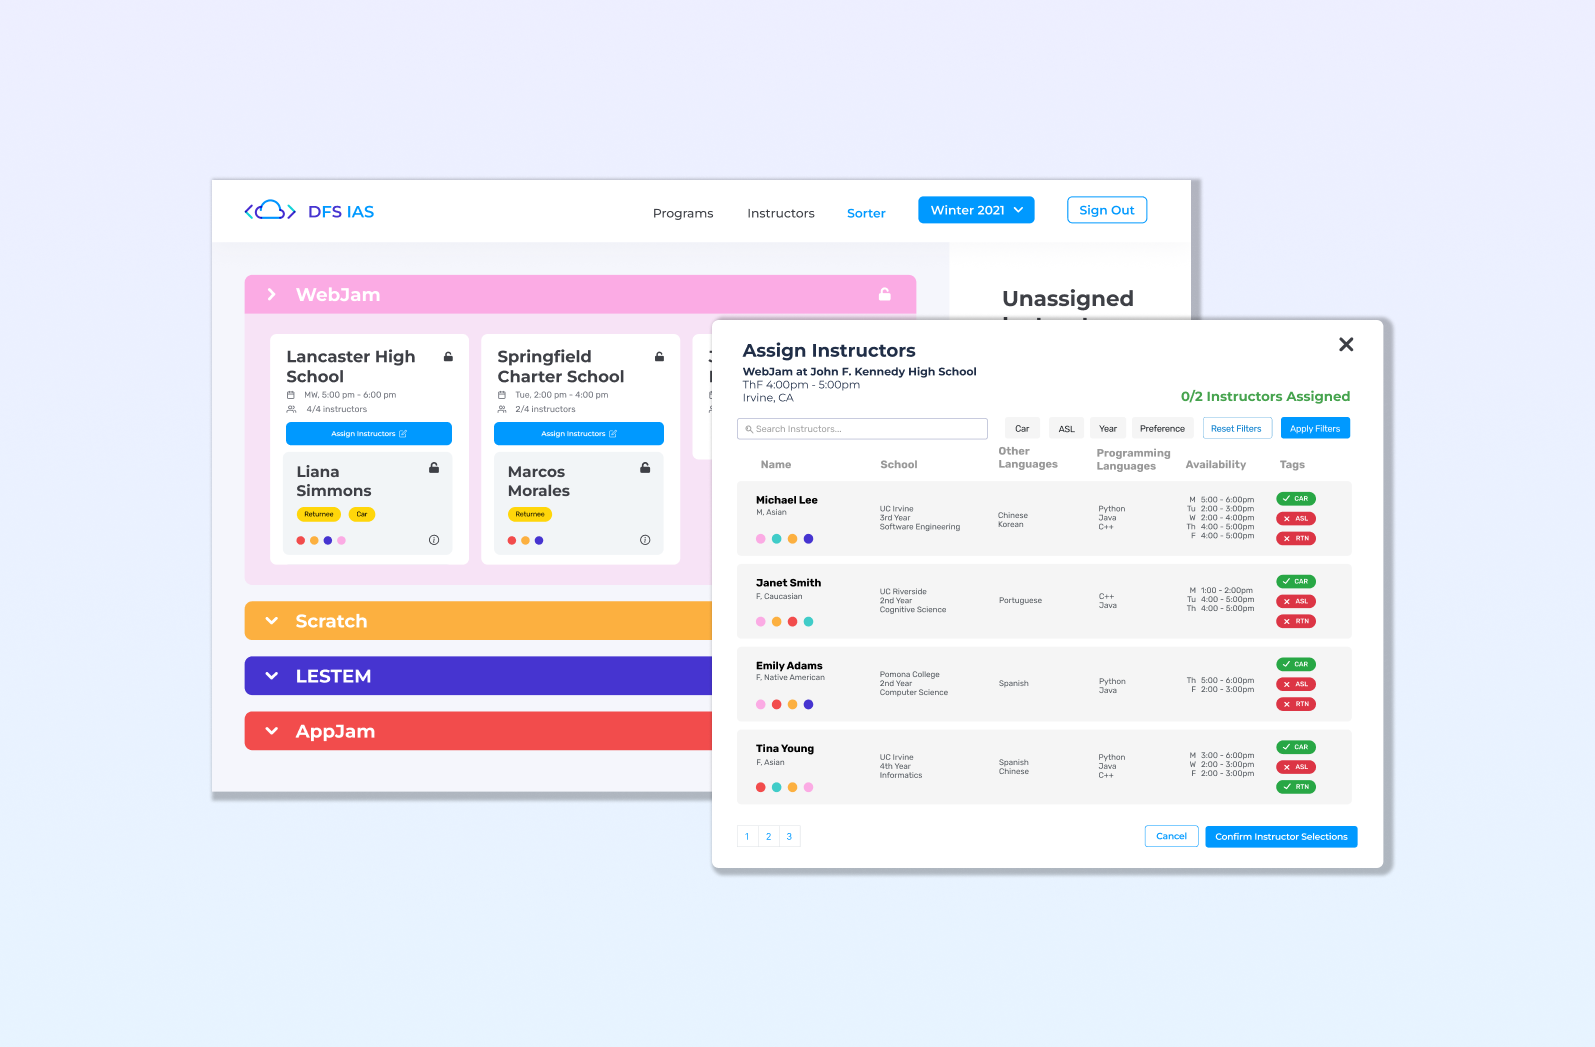 DFS IAS
Programs
Instructors
Sorter
Winter 2021
Sign Out
WebJam
Unassigned
Lancaster High
School
MW, 5:00 pm - 6:00 pm
4/4 instructors
Assign Instructors
Liana
Simmons
Returnee
Car
Springfield
Charter School
Tue, 2:00 pm - 4:00 pm
2/4 instructors
Assign Instructors
Marcos
Morales
Returnee
Scratch
LESTEM
AppJam
Assign Instructors
WebJam at John F. Kennedy High School
ThF 4:00pm - 5:00pm
Irvine, CA
0/2 Instructors Assigned
Search Instructors...
Car
ASL
Year
Preference
Reset Filters
Apply Filters
Name
School
Other
Languages
Programming
Languages
Availability
Tags
Michael Lee
M, Asian
UC Irvine
3rd Year
Software Engineering
Chinese
Korean
Python
Java
C++
M 5:00 - 6:00pm
Tu 2:00 - 3:00pm
W 2:00 - 4:00pm
Th 4:00 - 5:00pm
F 4:00 - 5:00pm
CAR
ASL
RTN
Janet Smith
F, Caucasian
UC Riverside
2nd Year
Cognitive Science
Portuguese
C++
Java
M 1:00 - 2:00pm
Tu 4:00 - 5:00pm
Th 4:00 - 5:00pm
CAR
ASL
RTN
Emily Adams
F, Native American
Pomona College
2nd Year
Computer Science
Spanish
Python
Java
Th 5:00 - 6:00pm
F 2:00 - 3:00pm
CAR
ASL
RTN
Tina Young
F, Asian
UC Irvine
4th Year
Informatics
Spanish
Chinese
Python
Java
C++
M 3:00 - 6:00pm
W 2:00 - 3:00pm
F 2:00 - 3:00pm
CAR
ASL
RTN
1
2
3
Cancel
Confirm Instructor Selections